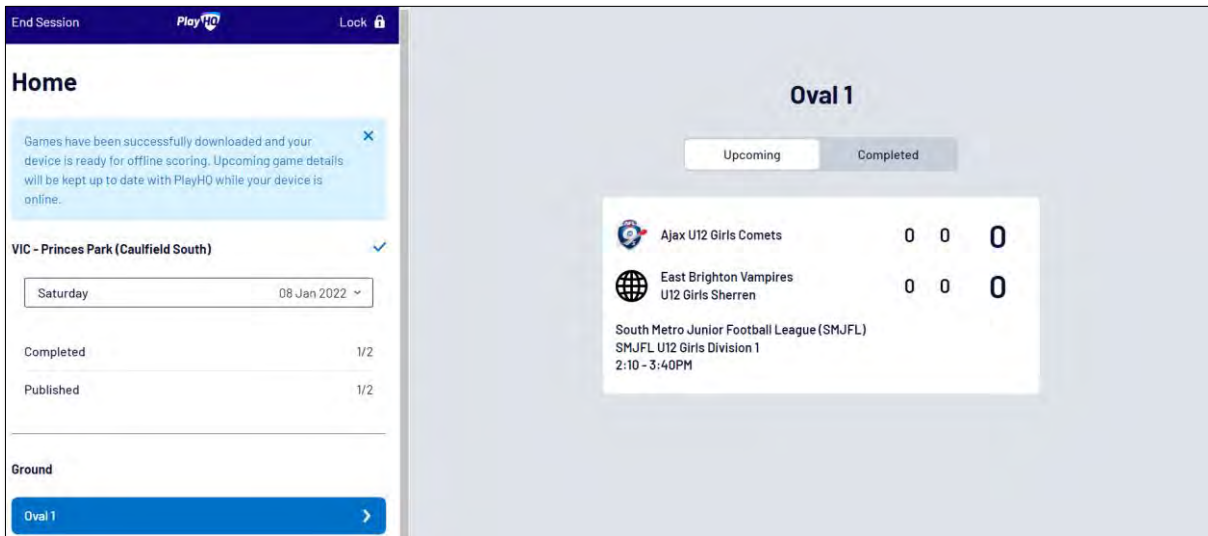 End Session
PlayHQ
Lock
Home
Games have been successfully downloaded and your
device is ready for offline scoring. Upcoming game details
will be kept up to date with PlayHQ while your device is
online.
VIC - Princes Park (Caulfield South)
Saturday 08 Jan 2022
Completed 1/2
Published 1/2
Ground
Oval 1
Oval 1
Upcoming Completed
Ajax U12 Girls Comets 0 0 0
East Brighton Vampires
U12 Girls Sherren 0 0 0
South Metro Junior Football League (SMJFL)
SMJFL U12 Girls Division 1
2:10 - 3:40PM